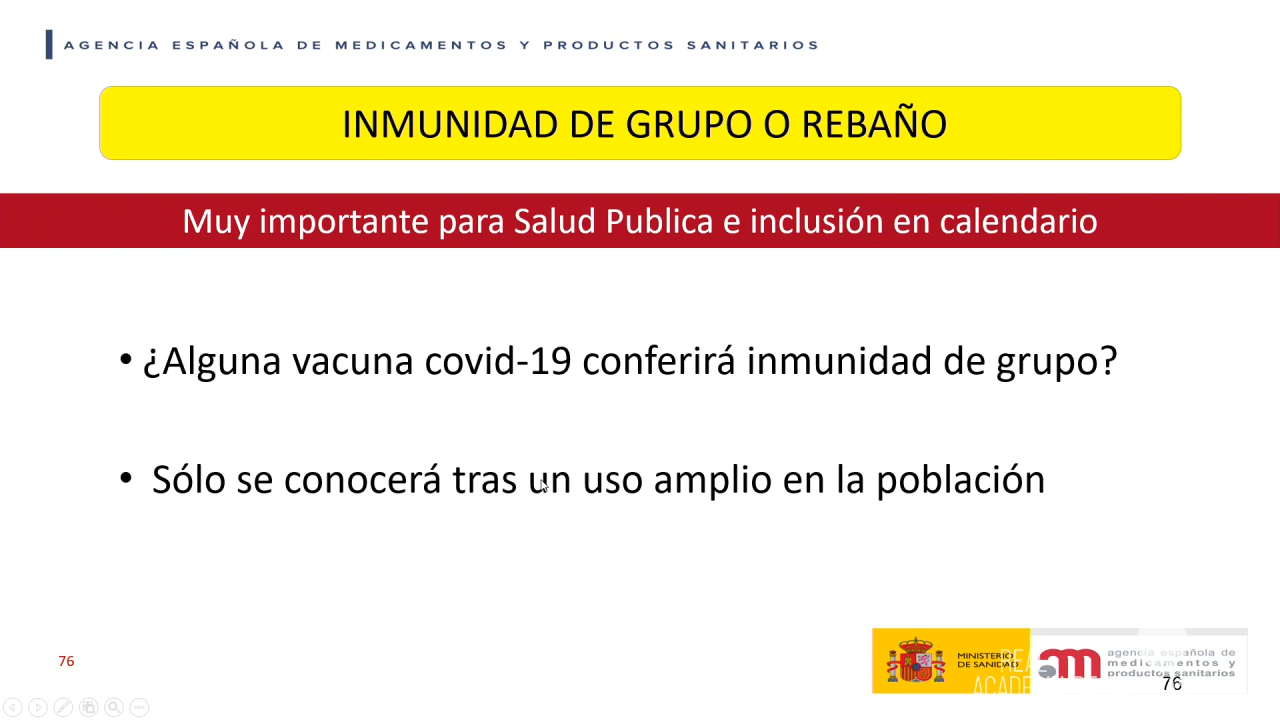 AGENCIA ESPAÑOLA DE MEDICAMENTOS Y PRODUCTOS SANITARIOS
INMUNIDAD DE GRUPO O REBAÑO
Muy importante para Salud Publica e inclusión en calendario
• ¿Alguna vacuna covid-19 conferirá inmunidad de grupo?
• Sólo se conocerá tras un uso amplio en la población
76
MINISTERIO
DE SANIDAD
agencia española de
medicamentos y
productos sanitarios
76